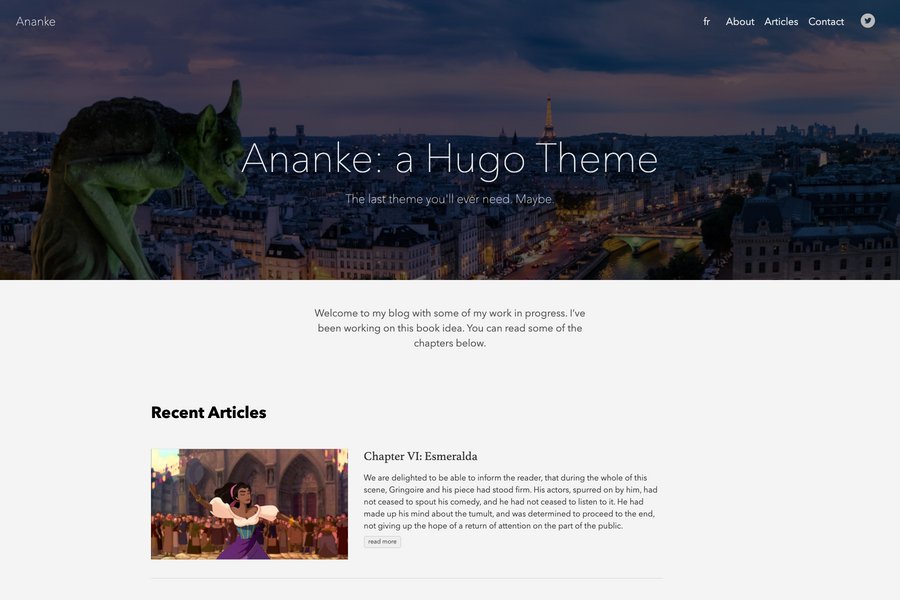 Ananke
fr About Articles Contact
Ananke: a Hugo Theme
The last theme you'll ever need. Maybe.
Welcome to my blog with some of my work in progress. I've
been working on this book idea. You can read some of the
chapters below.
Recent Articles
Chapter VI: Esmeralda
We are delighted to be able to inform the reader, that during the whole of this
scene, Gringoire and his piece had stood firm. His actors, spurred on by him, had
not ceased to spout his comedy, and he had not ceased to listen to it. He had
made up his mind about the tumult, and was determined to proceed to the end,
not giving up the hope of a return of attention on the part of the public.
read more